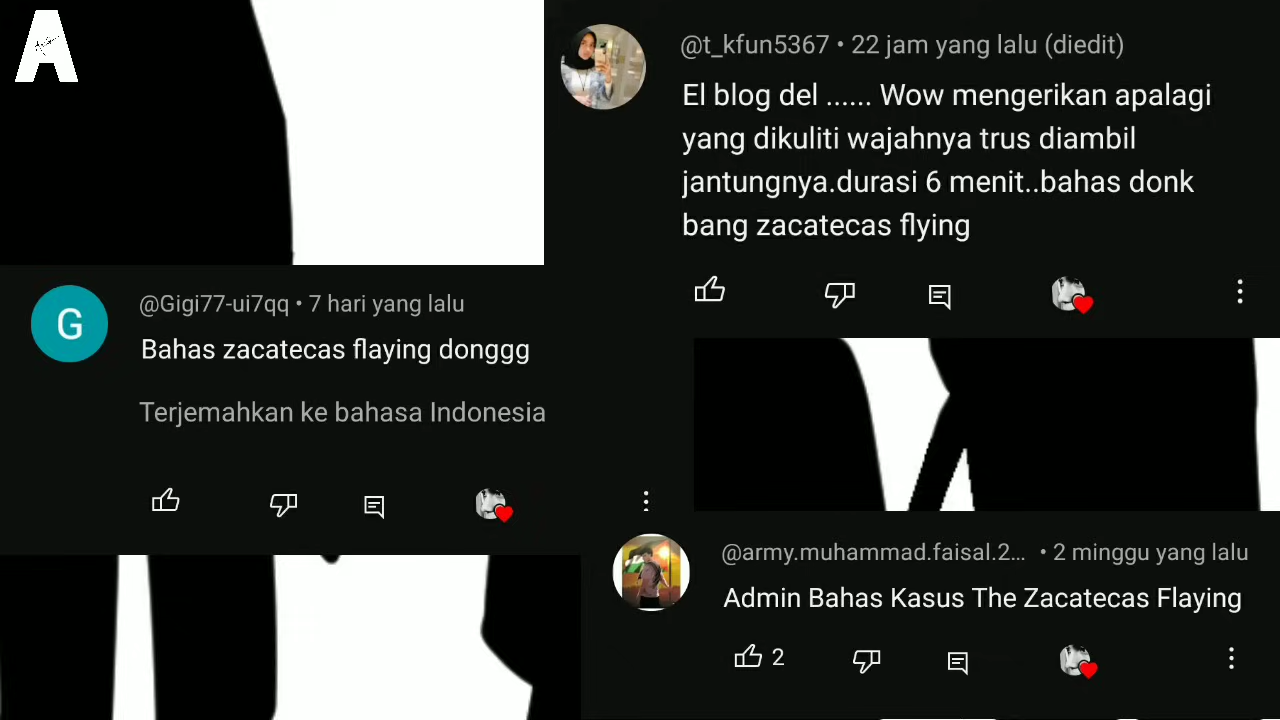 A
@t_kfun5367 • 22 jam yang lalu (diedit)
El blog del ...... Wow mengerikan apalagi
yang dikuliti wajahnya trus diambil
jantungnya.durasi 6 menit..bahas donk
bang zacatecas flying
G
@Gigi77-ui7qq • 7 hari yang lalu
Bahas zacatecas flaying donggg
Terjemahkan ke bahasa Indonesia
@army.muhammad.faisal.2... • 2 minggu yang lalu
Admin Bahas Kasus The Zacatecas Flaying
2